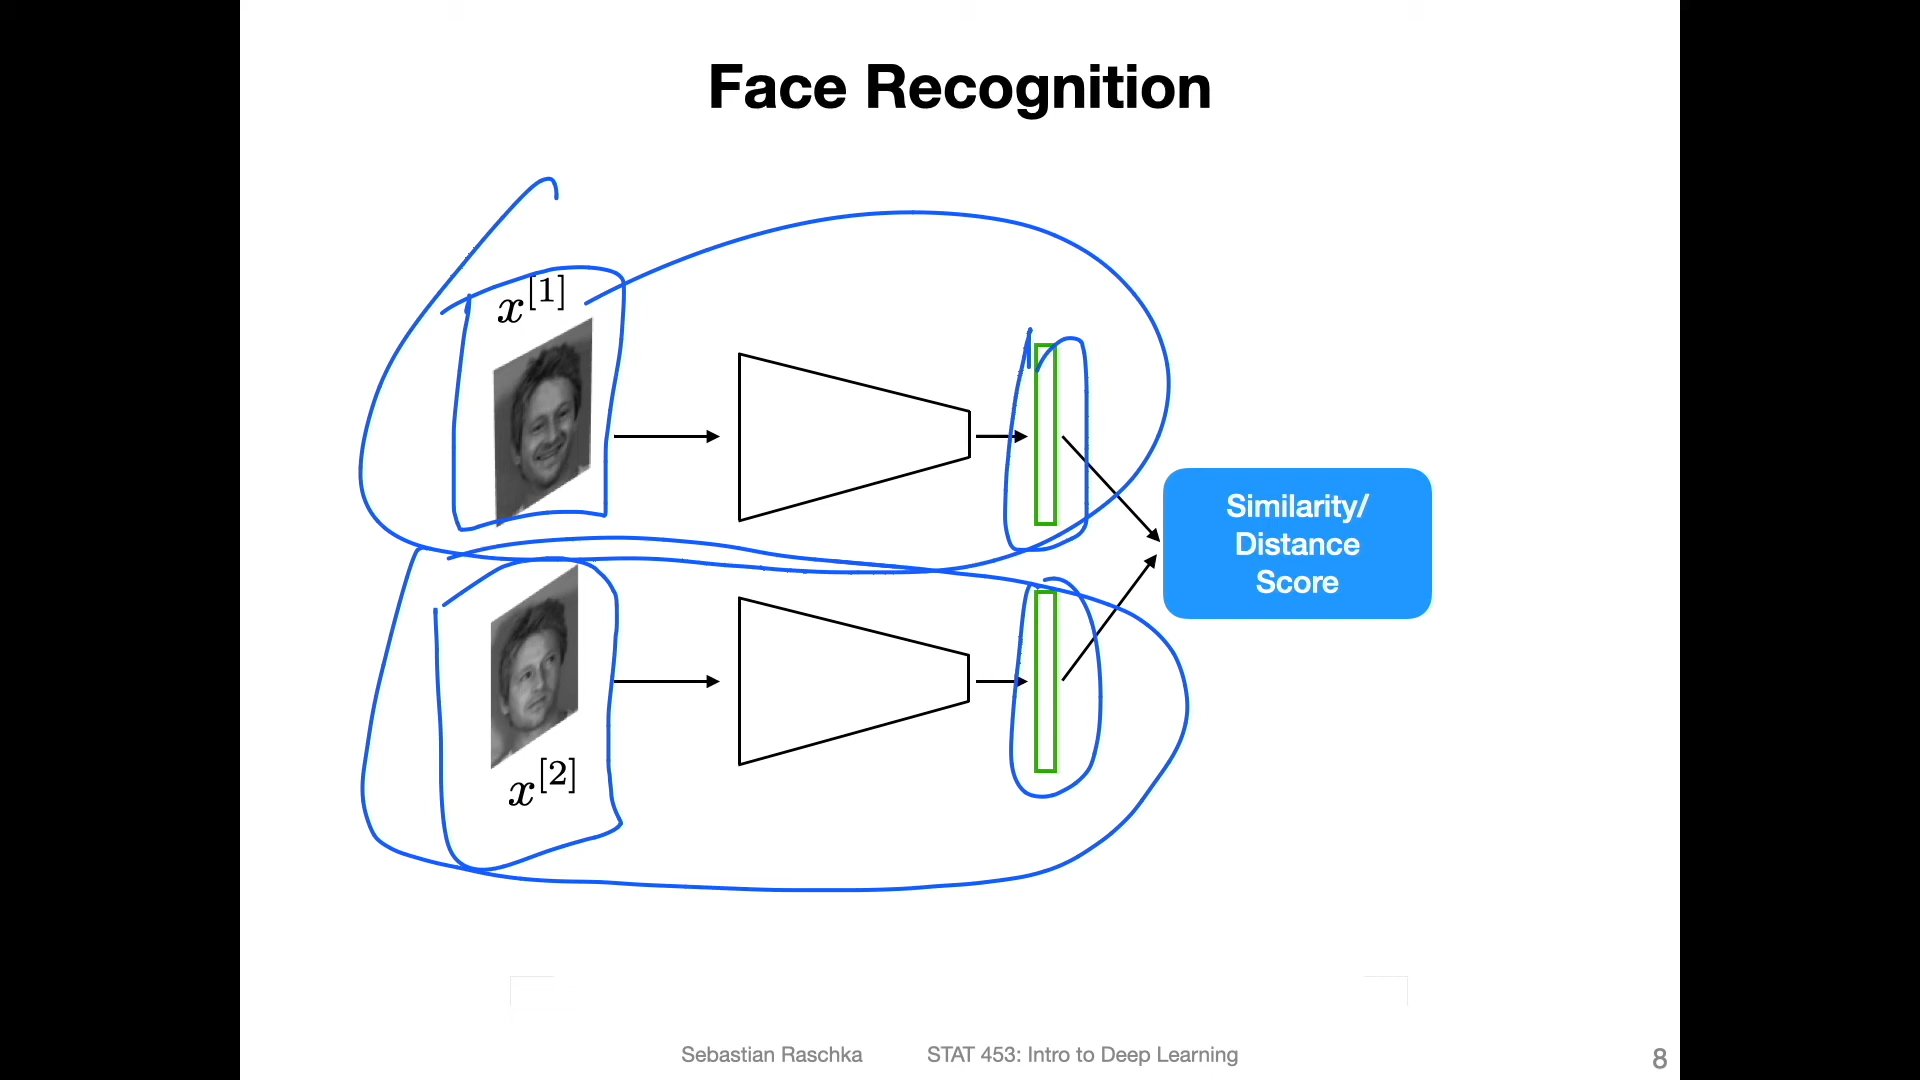 Face Recognition
x^[1]
Similarity/
Distance
Score
x^[2]
Sebastian Raschka STAT 453: Intro to Deep Learning 8